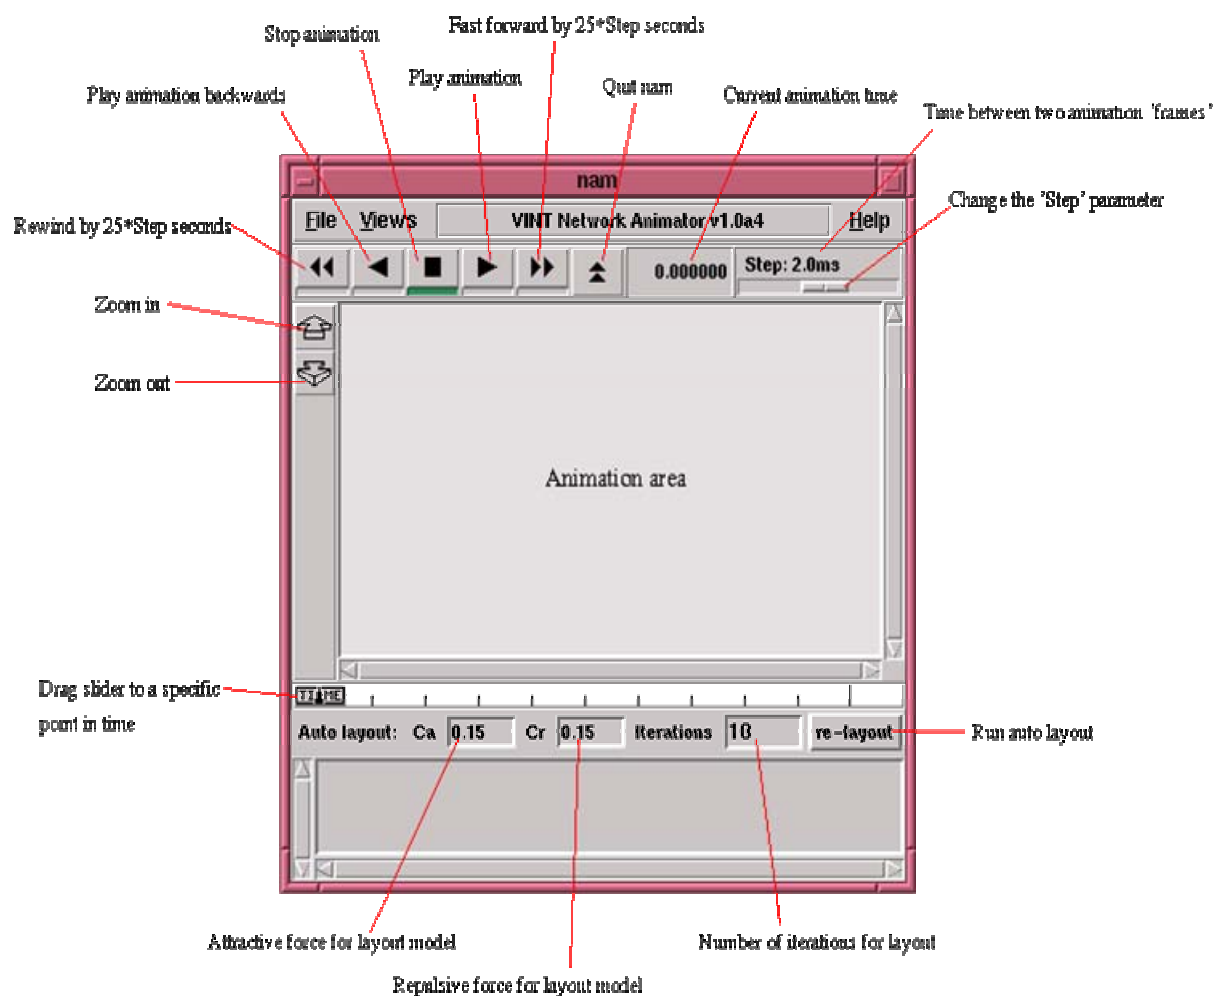 Fast forward by 25*Step seconds
Stop animation
Play animation
Quit nam
Play animation backwards
Current animation time
Time between two animation 'frames'
nam
Change the 'Step' parameter
File Views VINT Network Animator v1.0a4 Help
Rewind by 25*Step seconds
0.000000 Step: 2.0ms
Zoom in
Zoom out
Animation area
Drag slider to a specific
point in time
TIME
Auto layout: Ca 0.15 Cr 0.15 Iterations 10 re-layout
Run auto layout
Attractive force for layout model
Number of iterations for layout
Repulsive force for layout model